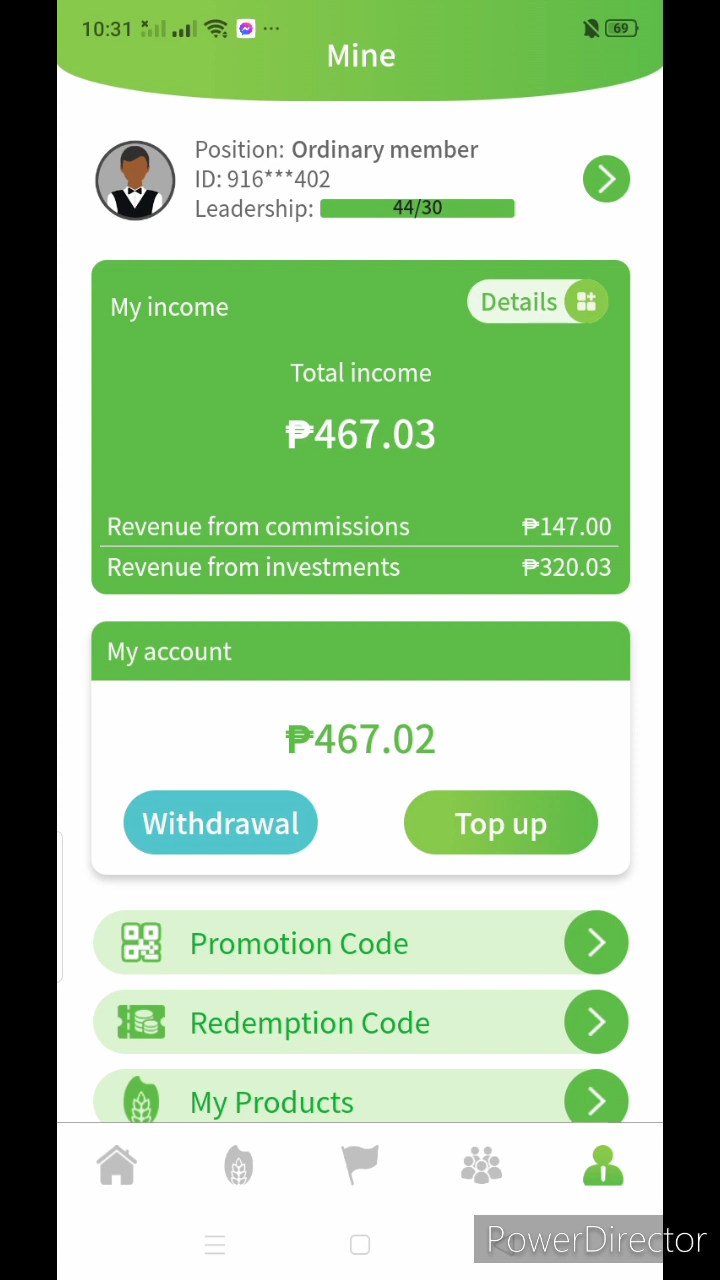 10:31 69
Mine
Position: Ordinary member
ID: 916***402
Leadership: 44/30
My income Details
Total income
₱467.03
Revenue from commissions ₱147.00
Revenue from investments ₱320.03
My account
₱467.02
Withdrawal Top up
Promotion Code
Redemption Code
My Products
PowerDirector